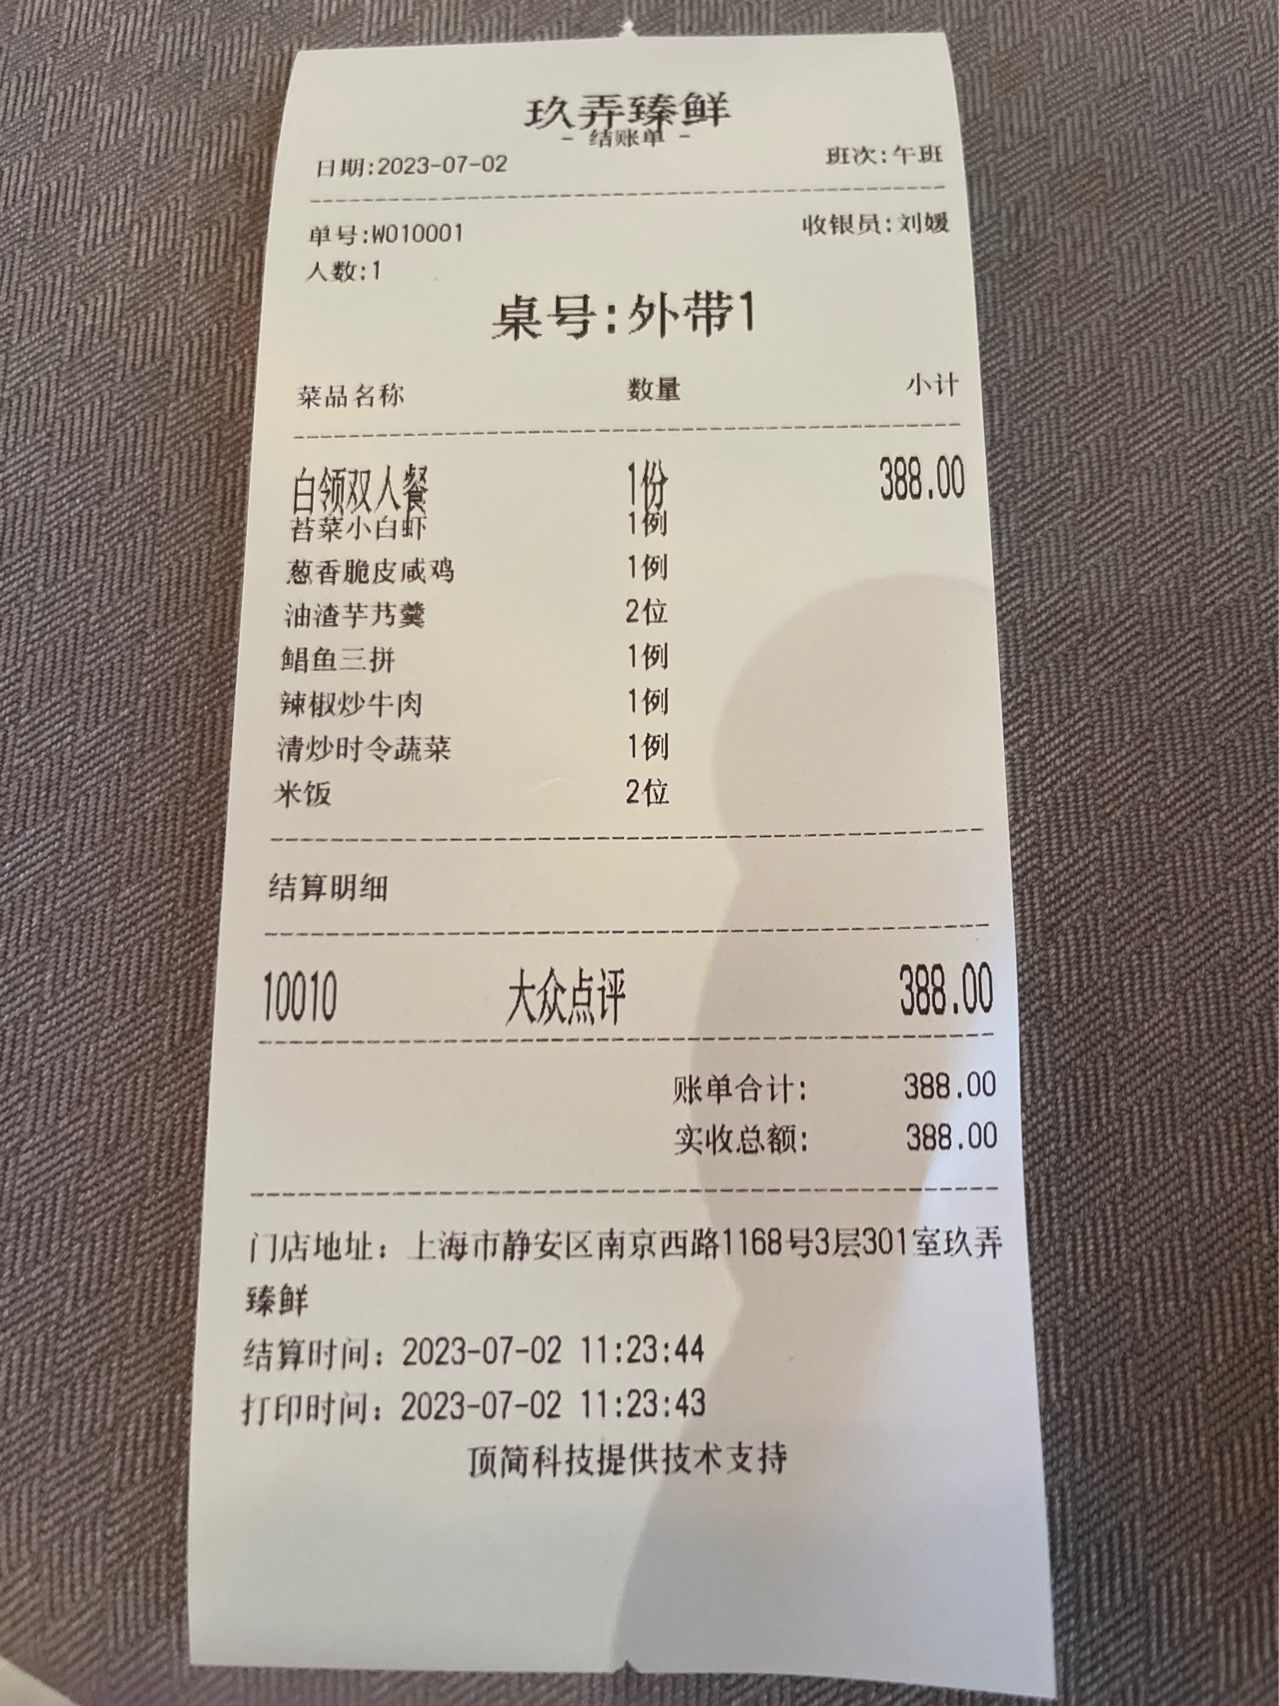 玖弄臻鲜
- 结账单 -
日期:2023-07-02 班次:午班
单号:W010001 收银员:刘媛
人数:1
桌号:外带1
菜品名称 数量 小计
白领双人餐 1份 388.00
苔菜小白虾 1例
葱香脆皮咸鸡 1例
油渣芋艿羹 2位
鲳鱼三拼 1例
辣椒炒牛肉 1例
清炒时令蔬菜 1例
米饭 2位
结算明细
10010 大众点评 388.00
账单合计: 388.00
实收总额: 388.00
门店地址：上海市静安区南京西路1168号3层301室玖弄
臻鲜
结算时间：2023-07-02 11:23:44
打印时间：2023-07-02 11:23:43
顶简科技提供技术支持